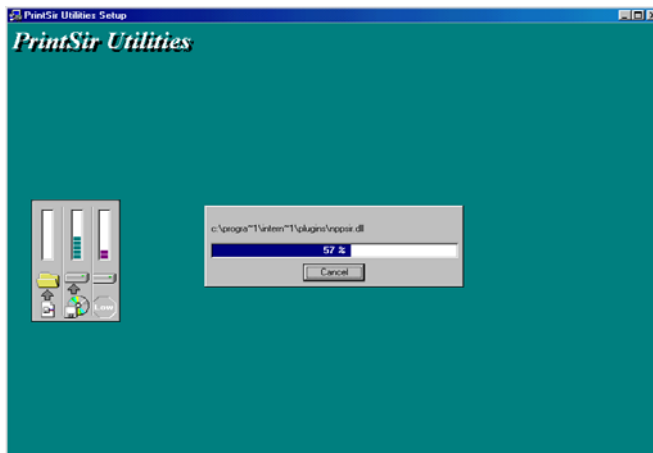 PrintSir Utilities Setup
PrintSir Utilities
c:\progra~1\intern~1\plugins\nppsir.dll
57 %
Cancel
Low